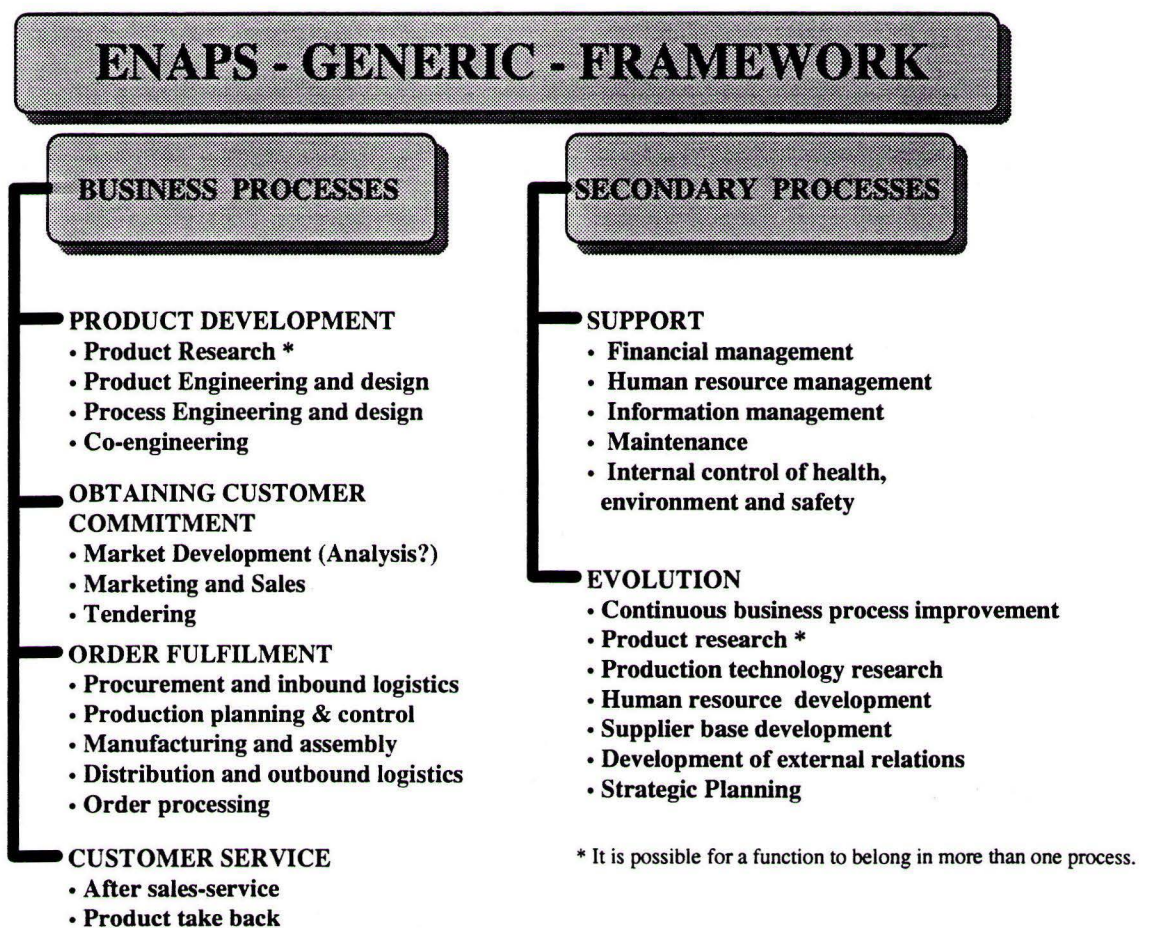 ENAPS - GENERIC - FRAMEWORK
BUSINESS PROCESSES
PRODUCT DEVELOPMENT
• Product Research *
• Product Engineering and design
• Process Engineering and design
• Co-engineering
OBTAINING CUSTOMER
COMMITMENT
• Market Development (Analysis?)
• Marketing and Sales
• Tendering
ORDER FULFILMENT
• Procurement and inbound logistics
• Production planning & control
• Manufacturing and assembly
• Distribution and outbound logistics
• Order processing
CUSTOMER SERVICE
• After sales-service
• Product take back
SECONDARY PROCESSES
SUPPORT
• Financial management
• Human resource management
• Information management
• Maintenance
• Internal control of health,
environment and safety
EVOLUTION
• Continuous business process improvement
• Product research *
• Production technology research
• Human resource development
• Supplier base development
• Development of external relations
• Strategic Planning
* It is possible for a function to belong in more than one process.